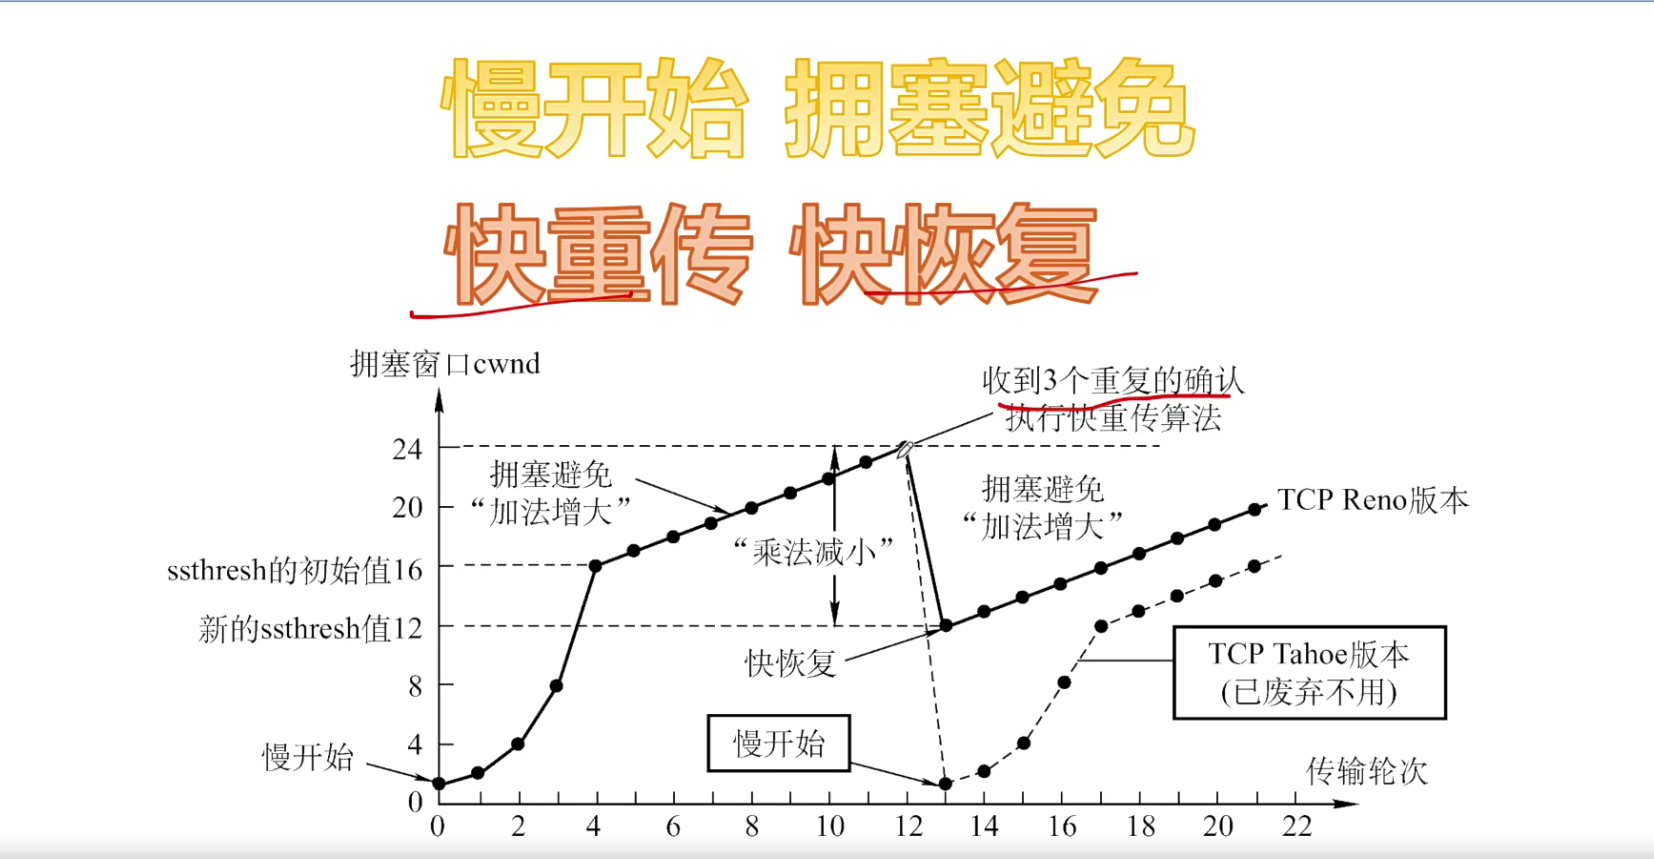 慢开始 拥塞避免
快重传 快恢复
拥塞窗口cwnd
收到3个重复的确认
执行快重传算法
24
拥塞避免
“加法增大”
拥塞避免
“加法增大”
TCP Reno版本
20
“乘法减小”
ssthresh的初始值16
新的ssthresh值12
快恢复
TCP Tahoe版本
(已废弃不用)
8
慢开始
4
慢开始
传输轮次
0
0 2 4 6 8 10 12 14 16 18 20 22